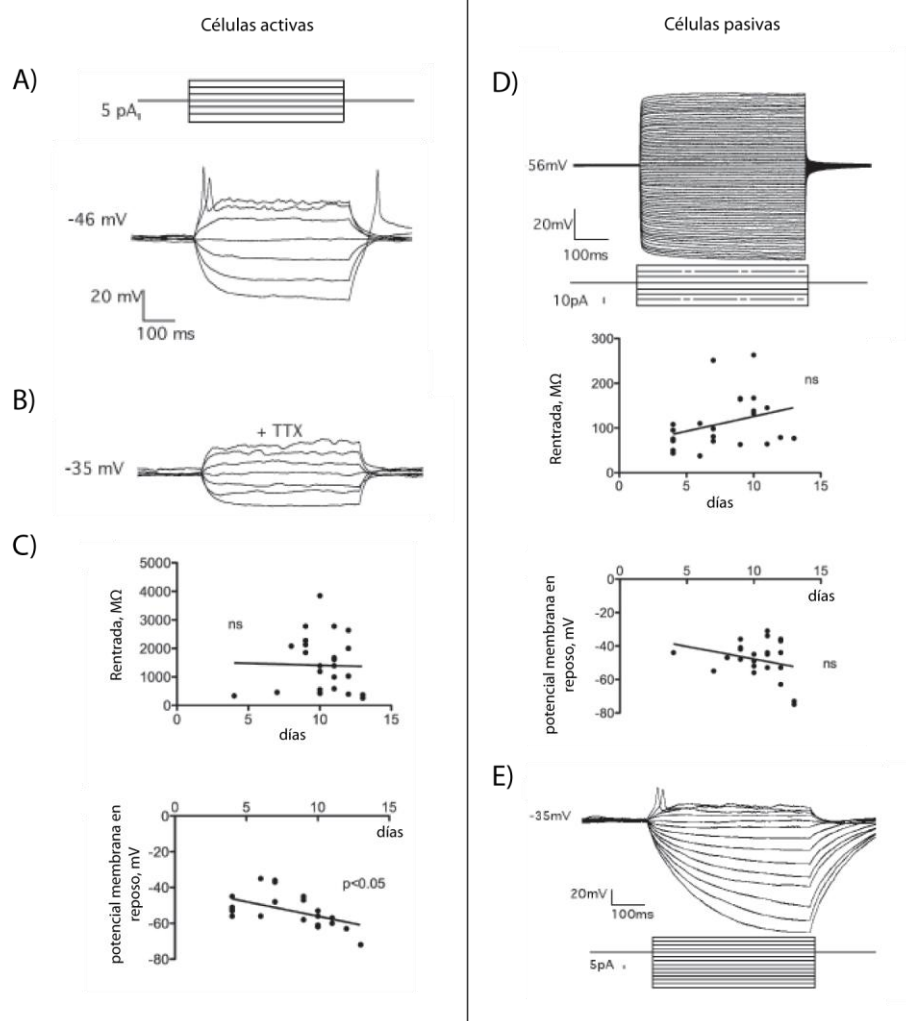 Células activas
A)
5 pA
-46 mV
20 mV
100 ms
B)
+ TTX
-35 mV
C)
Rentrada, MΩ
5000
4000
3000
2000
1000
0
ns
0
5
10
15
días
potencial membrana en
reposo, mV
0
5
10
15
días
0
-20
-40
-60
-80
p<0.05
Células pasivas
D)
56mV
20mV
100ms
10pA
Rentrada, MΩ
300
200
100
0
ns
0
5
10
15
días
potencial membrana en
reposo, mV
0
5
10
15
días
0
-20
-40
-60
-80
ns
E)
-35mV
20mV
100ms
5pA